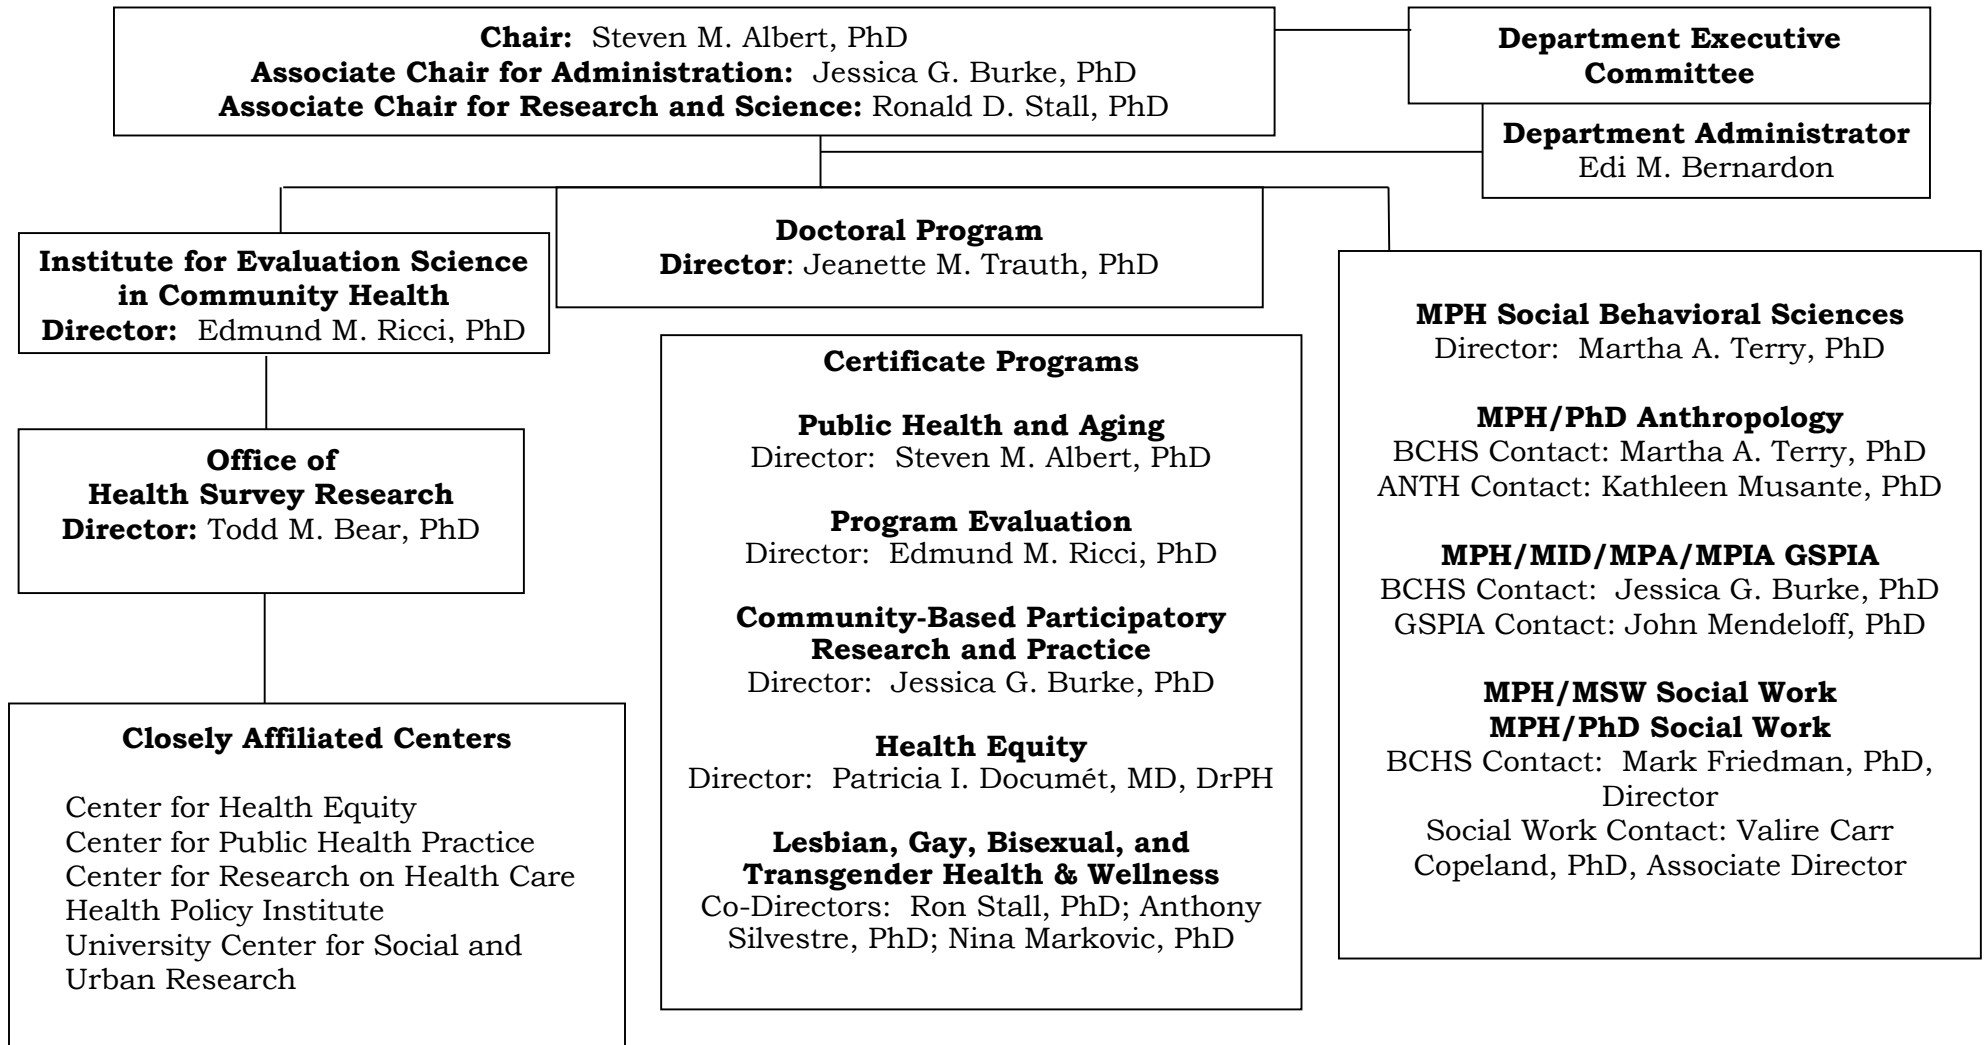 Chair: Steven M. Albert, PhD
Associate Chair for Administration: Jessica G. Burke, PhD
Associate Chair for Research and Science: Ronald D. Stall, PhD
Department Executive
Committee
Department Administrator
Edi M. Bernardon
Institute for Evaluation Science
in Community Health
Director: Edmund M. Ricci, PhD
Doctoral Program
Director: Jeanette M. Trauth, PhD
Office of
Health Survey Research
Director: Todd M. Bear, PhD
Closely Affiliated Centers
Center for Health Equity
Center for Public Health Practice
Center for Research on Health Care
Health Policy Institute
University Center for Social and
Urban Research
Certificate Programs
Public Health and Aging
Director: Steven M. Albert, PhD
Program Evaluation
Director: Edmund M. Ricci, PhD
Community-Based Participatory
Research and Practice
Director: Jessica G. Burke, PhD
Health Equity
Director: Patricia I. Documét, MD, DrPH
Lesbian, Gay, Bisexual, and
Transgender Health & Wellness
Co-Directors: Ron Stall, PhD; Anthony
Silvestre, PhD; Nina Markovic, PhD
MPH Social Behavioral Sciences
Director: Martha A. Terry, PhD
MPH/PhD Anthropology
BCHS Contact: Martha A. Terry, PhD
ANTH Contact: Kathleen Musante, PhD
MPH/MID/MPA/MPIA GSPIA
BCHS Contact: Jessica G. Burke, PhD
GSPIA Contact: John Mendeloff, PhD
MPH/MSW Social Work
MPH/PhD Social Work
BCHS Contact: Mark Friedman, PhD,
Director
Social Work Contact: Valire Carr
Copeland, PhD, Associate Director